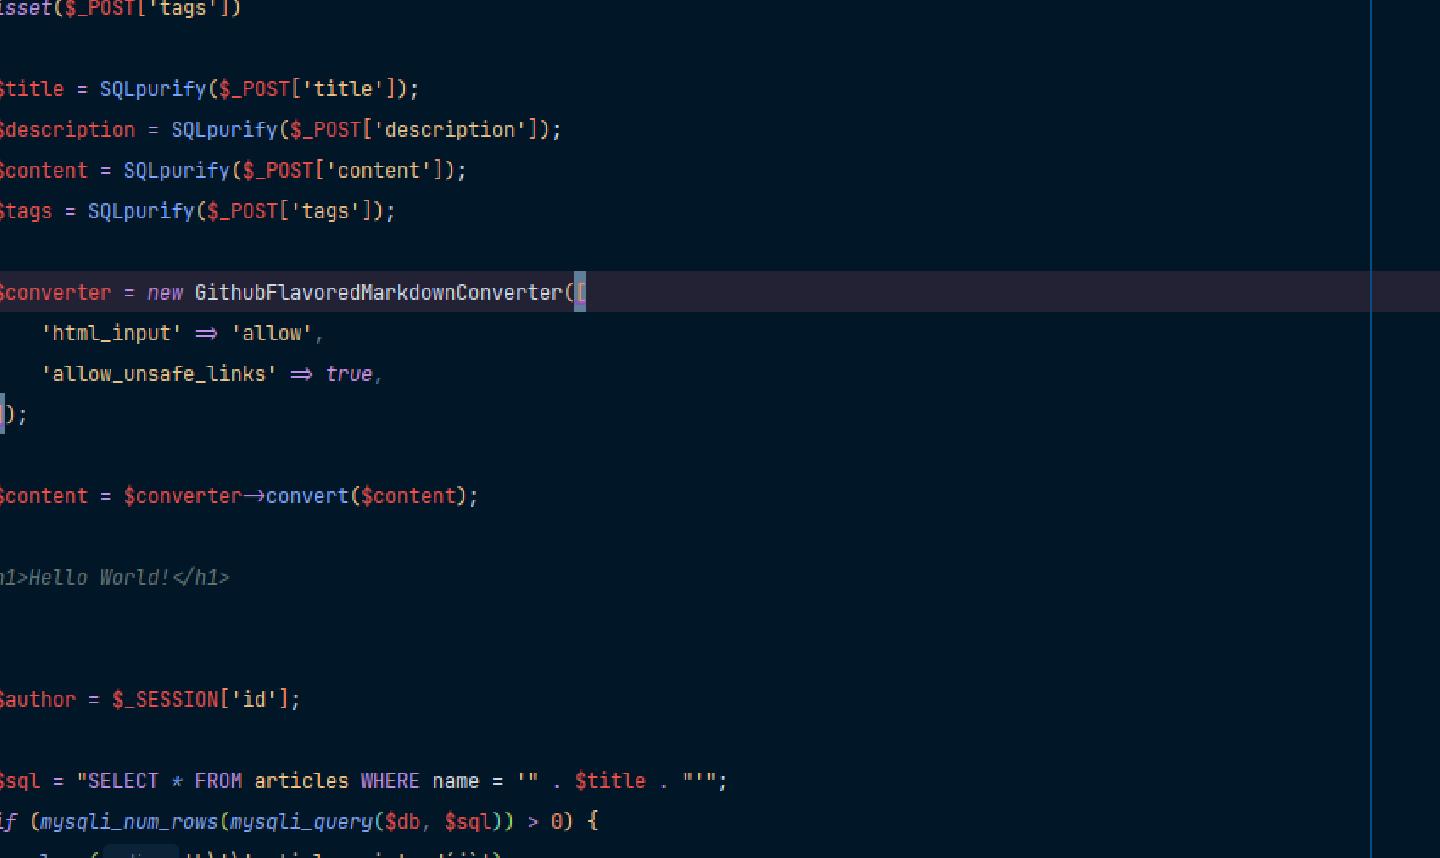 isset($_POST['tags'])
$title = SQLpurify($_POST['title']);
$description = SQLpurify($_POST['description']);
$content = SQLpurify($_POST['content']);
$tags = SQLpurify($_POST['tags']);
$converter = new GithubFlavoredMarkdownConverter([
'html_input' => 'allow',
'allow_unsafe_links' => true,
]);
$content = $converter->convert($content);
h1>Hello World!</h1>
$author = $_SESSION['id'];
$sql = "SELECT * FROM articles WHERE name = '" . $title . "'";
if (mysqli_num_rows(mysqli_query($db, $sql)) > 0) {